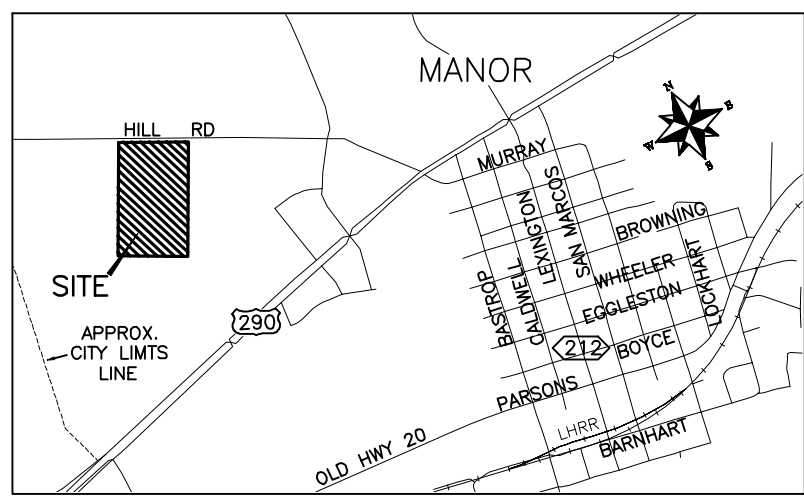 MANOR
HILL RD
N
E
W
S
MURRAY
SAN MARCOS
LEXINGTON
CALDWELL
BASTROP
BROWNING
WHEELER
EGGLESTON
LOCKHART
SITE
290
APPROX.
CITY LIMTS
LINE
212
BOYCE
PARSONS
OLD HWY 20
LHRR
BARNHART